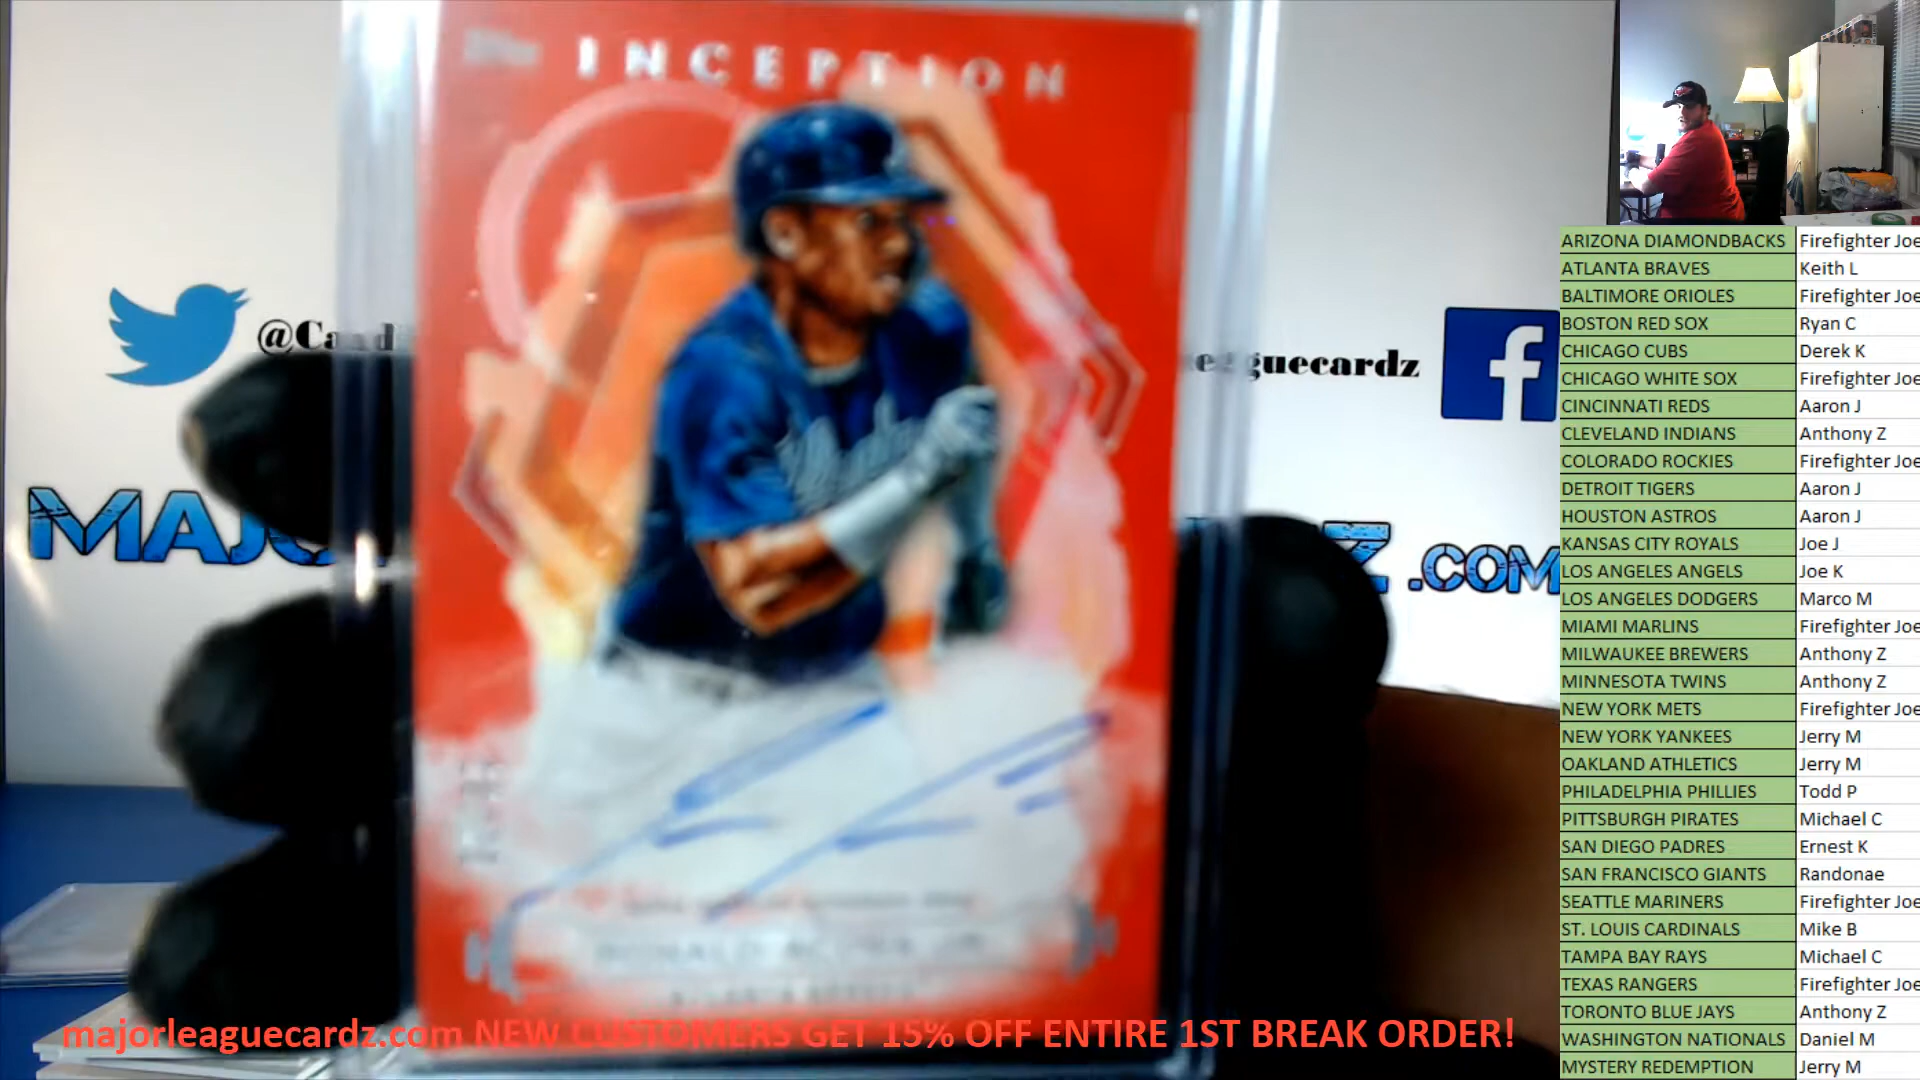 INCEPTION
@Ca
eaguecardz
f
MAJO
Z.COM
RONALD ACUÑA JR.
ATLANTA BRAVES
majorleaguecardz.com NEW CUSTOMERS GET 15% OFF ENTIRE 1ST BREAK ORDER!
ARIZONA DIAMONDBACKS Firefighter Joe
ATLANTA BRAVES Keith L
BALTIMORE ORIOLES Firefighter Joe
BOSTON RED SOX Ryan C
CHICAGO CUBS Derek K
CHICAGO WHITE SOX Firefighter Joe
CINCINNATI REDS Aaron J
CLEVELAND INDIANS Anthony Z
COLORADO ROCKIES Firefighter Joe
DETROIT TIGERS Aaron J
HOUSTON ASTROS Aaron J
KANSAS CITY ROYALS Joe J
LOS ANGELES ANGELS Joe K
LOS ANGELES DODGERS Marco M
MIAMI MARLINS Firefighter Joe
MILWAUKEE BREWERS Anthony Z
MINNESOTA TWINS Anthony Z
NEW YORK METS Firefighter Joe
NEW YORK YANKEES Jerry M
OAKLAND ATHLETICS Jerry M
PHILADELPHIA PHILLIES Todd P
PITTSBURGH PIRATES Michael C
SAN DIEGO PADRES Ernest K
SAN FRANCISCO GIANTS Randonae
SEATTLE MARINERS Firefighter Joe
ST. LOUIS CARDINALS Mike B
TAMPA BAY RAYS Michael C
TEXAS RANGERS Firefighter Joe
TORONTO BLUE JAYS Anthony Z
WASHINGTON NATIONALS Daniel M
MYSTERY REDEMPTION Jerry M